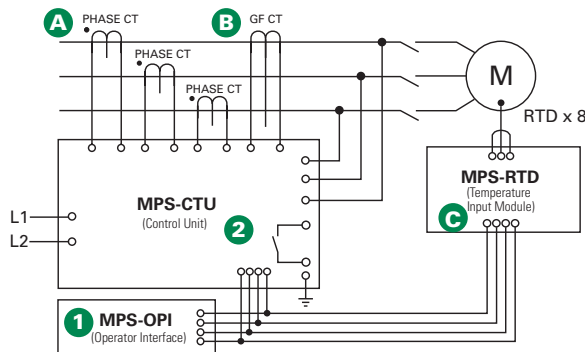 A
PHASE CT
B
GF CT
PHASE CT
PHASE CT
M
RTD x 8
MPS-CTU
(Control Unit)
2
MPS-RTD
(Temperature
Input Module)
C
L1
L2
1
MPS-OPI
(Operator Interface)